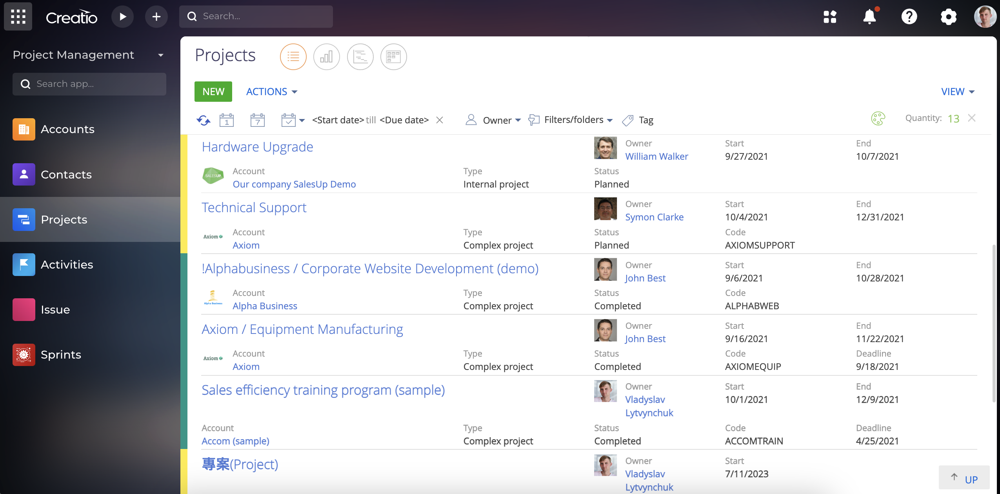 Creatio
Search...
Project Management
Search app...
Accounts
Contacts
Projects
Activities
Issue
Sprints
Projects
NEW
ACTIONS
VIEW
1
7
<Start date> till <Due date>
Owner
Filters/folders
Tag
Quantity: 13
Hardware Upgrade
Owner
William Walker
Start
9/27/2021
End
10/7/2021
SALES'UP
Account
Our company SalesUp Demo
Type
Internal project
Status
Planned
Technical Support
Owner
Symon Clarke
Start
10/4/2021
End
12/31/2021
Axiom
Account
Axiom
Type
Complex project
Status
Planned
Code
AXIOMSUPPORT
!Alphabusiness / Corporate Website Development (demo)
Owner
John Best
Start
9/6/2021
End
10/28/2021
Alpha Business
Account
Alpha Business
Type
Complex project
Status
Completed
Code
ALPHABWEB
Axiom / Equipment Manufacturing
Owner
John Best
Start
9/16/2021
End
11/22/2021
Axiom
Account
Axiom
Type
Complex project
Status
Completed
Code
AXIOMEQUIP
Deadline
9/18/2021
Sales efficiency training program (sample)
Owner
Vladyslav
Lytvynchuk
Start
10/1/2021
End
12/9/2021
Account
Accom (sample)
Type
Complex project
Status
Completed
Code
ACCOMTRAIN
Deadline
4/25/2021
專案(Project)
Owner
Vladyslav
Lytvynchuk
Start
7/11/2023
UP